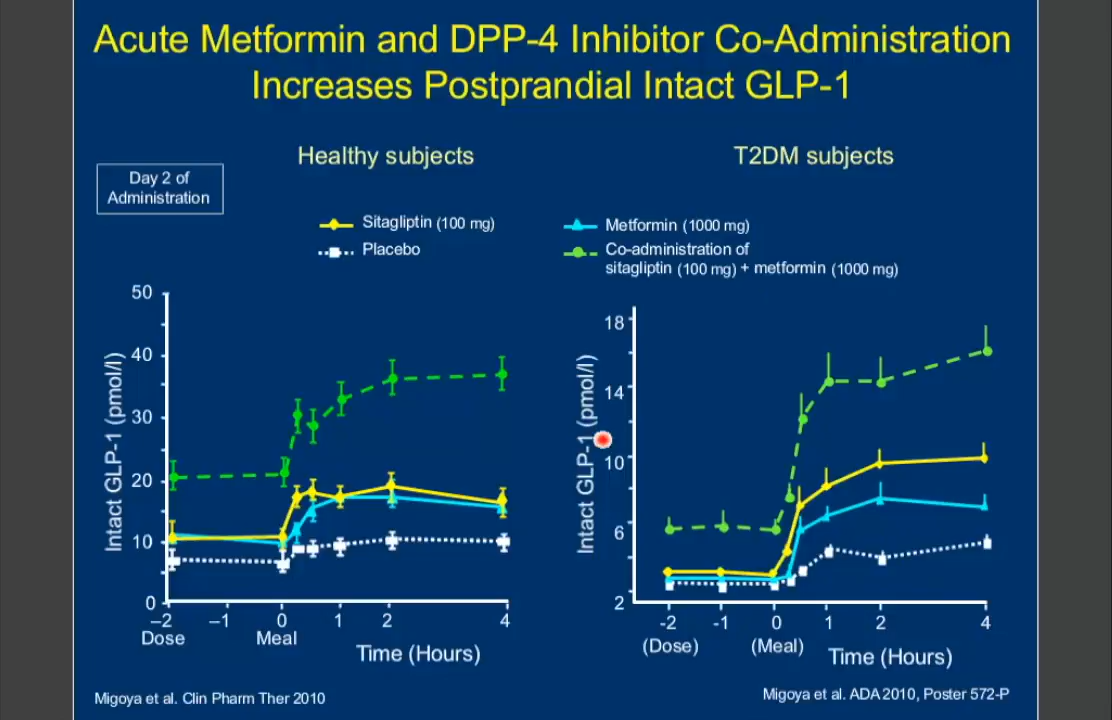 Acute Metformin and DPP-4 Inhibitor Co-Administration
Increases Postprandial Intact GLP-1
Healthy subjects
T2DM subjects
Day 2 of
Administration
Sitagliptin (100 mg)
Placebo
Metformin (1000 mg)
Co-administration of
sitagliptin (100 mg) + metformin (1000 mg)
Intact GLP-1 (pmol/l)
50
40
30
20
10
0
–2
–1
0
1
2
4
Dose
Meal
Time (Hours)
Intact GLP-1 (pmol/l)
18
14
10
6
2
-2
-1
0
1
2
4
(Dose)
(Meal)
Time (Hours)
Migoya et al. Clin Pharm Ther 2010
Migoya et al. ADA 2010, Poster 572-P